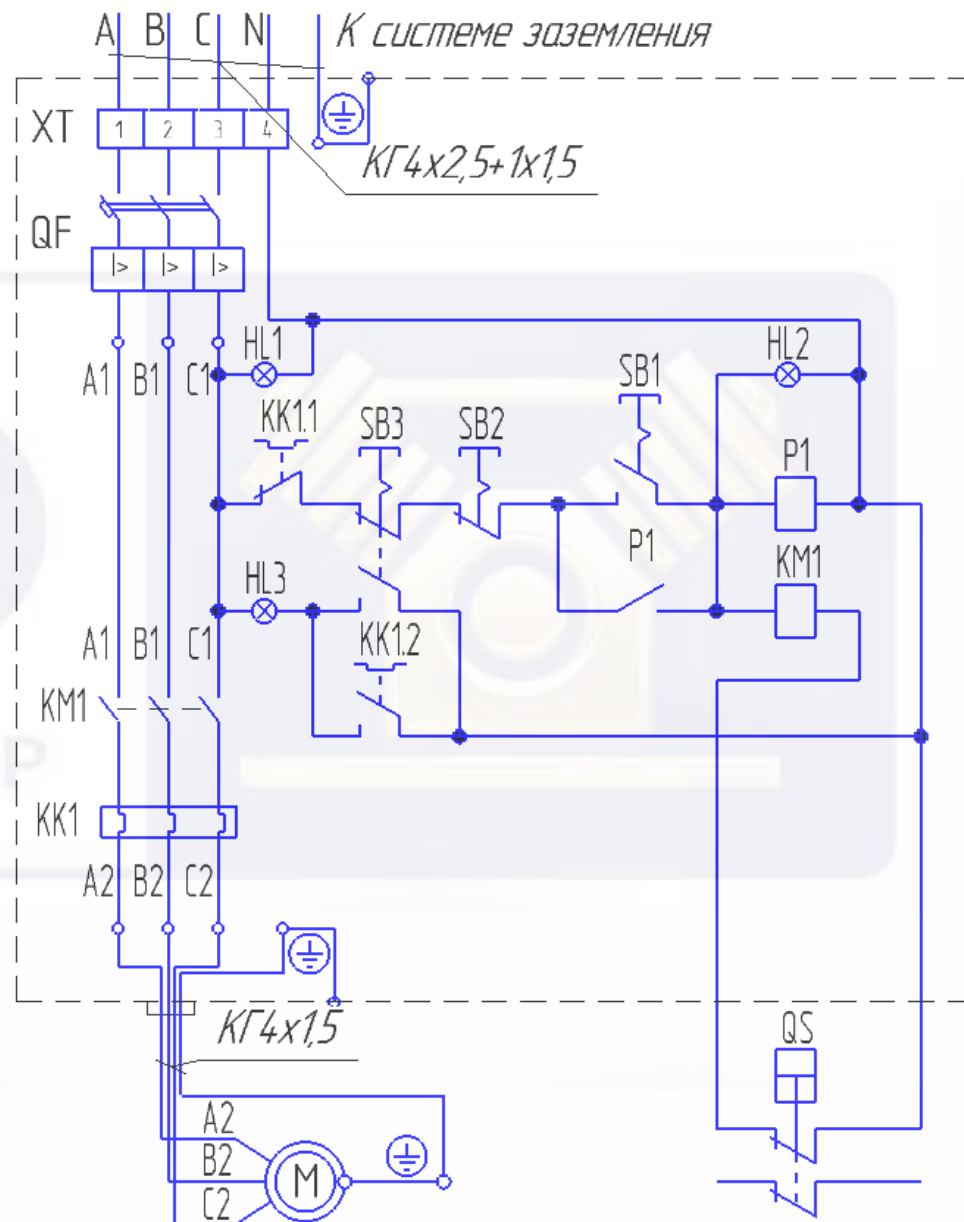 A B C N К системе заземления
XT 1 2 3 4
КГ4х2,5+1х1,5
QF
I> I> I>
HL1 HL2
A1 B1 C1
SB1
KK1.1 SB3 SB2
P1
P1
HL3 KM1
A1 B1 C1 KK1.2
KM1
P
KK1
A2 B2 C2
КГ4х1,5 QS
A2
B2 M
C2